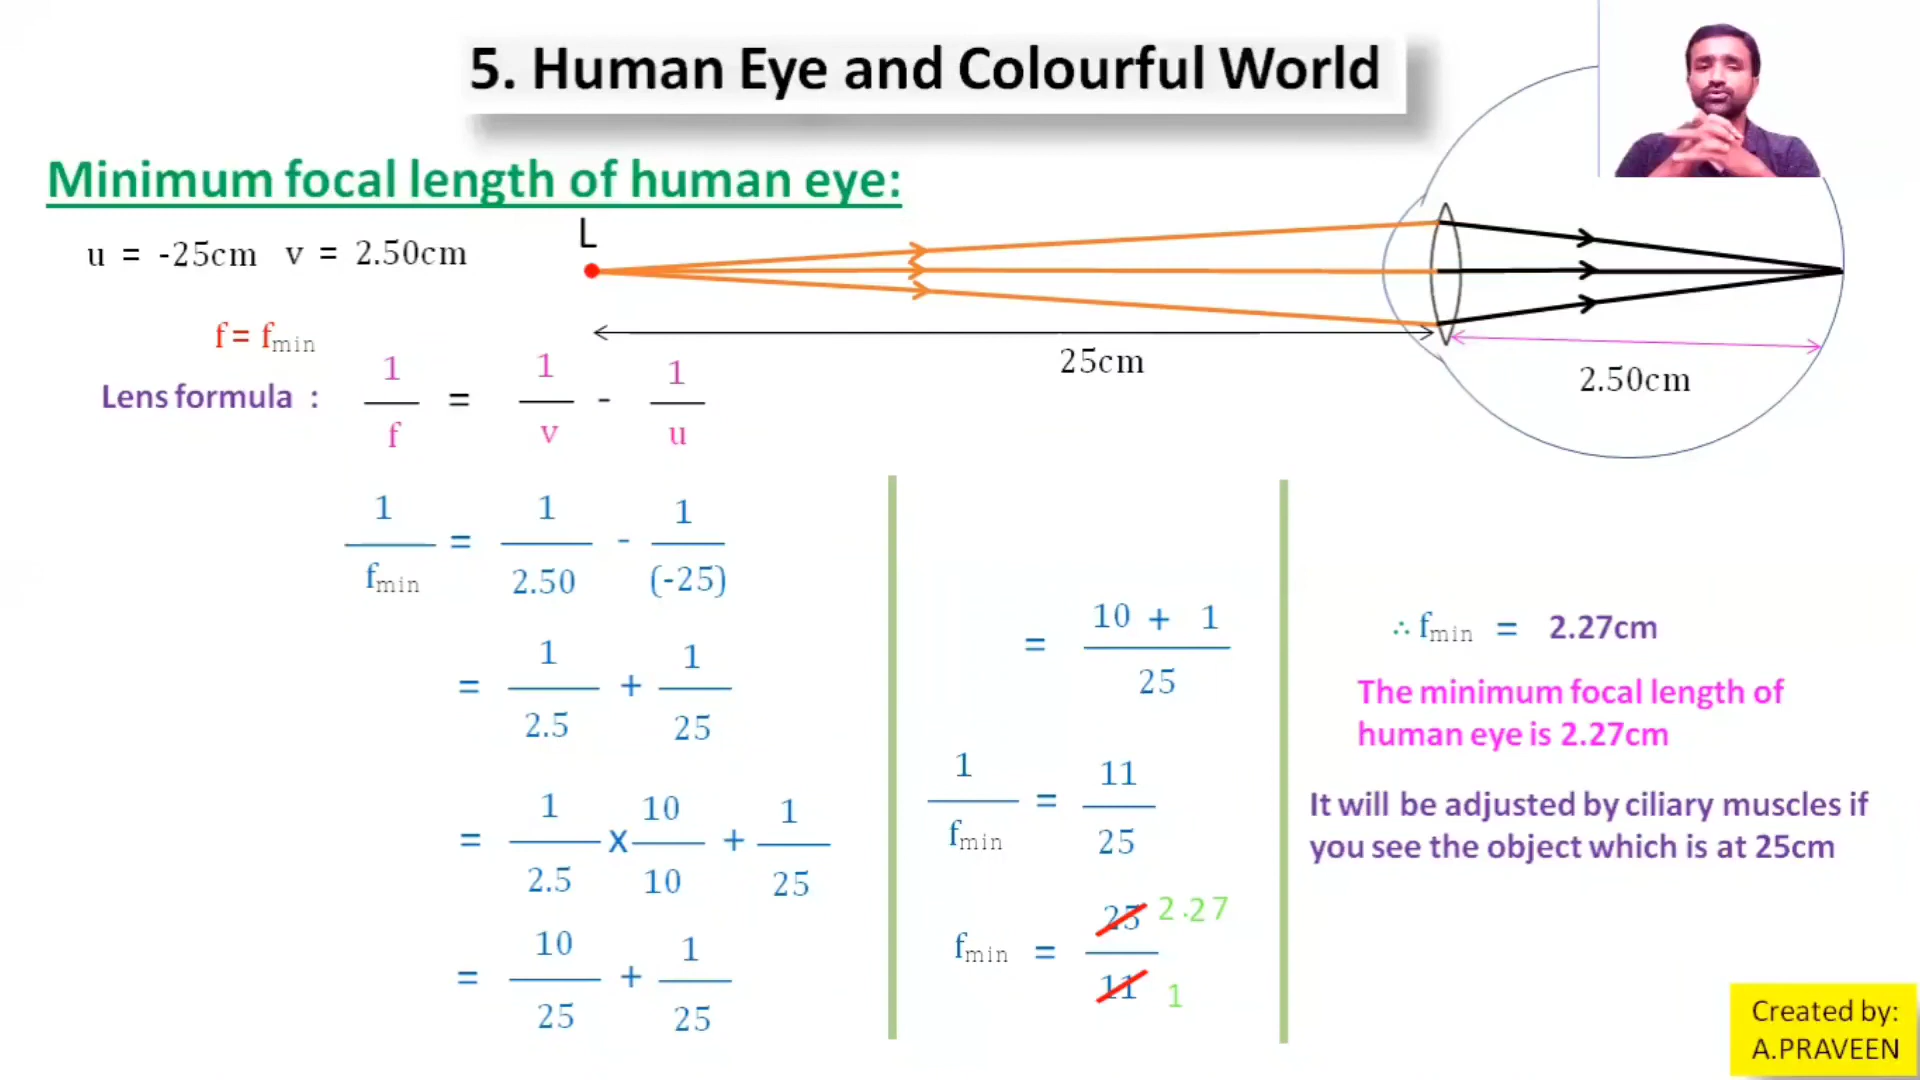 5. Human Eye and Colourful World
Minimum focal length of human eye:
u = -25cm v = 2.50cm
L
25cm
2.50cm
f = fmin
Lens formula : 1/f = 1/v - 1/u
1/fmin = 1/2.50 - 1/(-25)
= 1/2.5 + 1/25
= 1/2.5 x 10/10 + 1/25
= 10/25 + 1/25
= 10 + 1/25
1/fmin = 11/25
fmin = 25/11 2.27 1
∴ fmin = 2.27cm
The minimum focal length of
human eye is 2.27cm
It will be adjusted by ciliary muscles if
you see the object which is at 25cm
Created by:
A.PRAVEEN